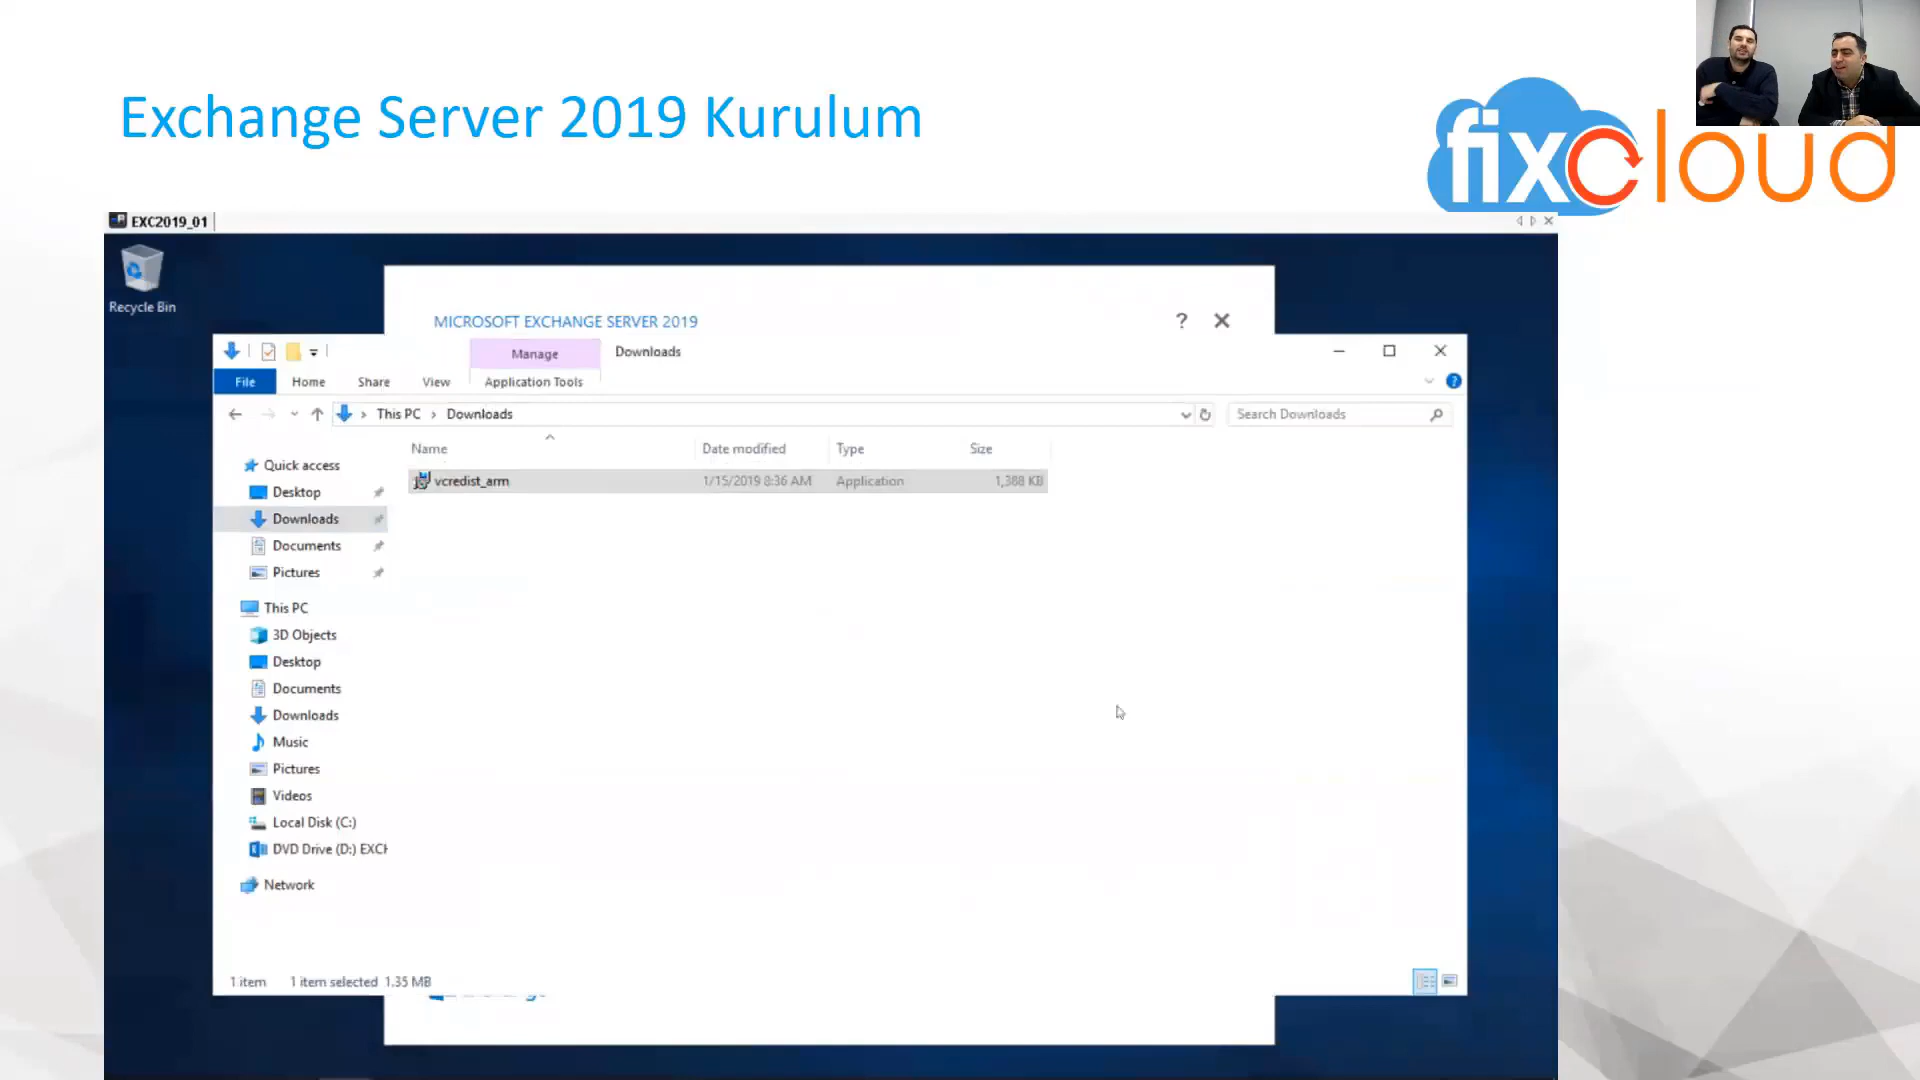 Exchange Server 2019 Kurulum
fixcloud
EXC2019_01
Recycle Bin
MICROSOFT EXCHANGE SERVER 2019
?
Manage
Downloads
File
Home
Share
View
Application Tools
This PC
Downloads
Search Downloads
Name
Date modified
Type
Size
vcredist_arm
1/15/2019 8:36 AM
Application
1,388 KB
Quick access
Desktop
Downloads
Documents
Pictures
This PC
3D Objects
Desktop
Documents
Downloads
Music
Pictures
Videos
Local Disk (C:)
DVD Drive (D:) EXCH
Network
1 item
1 item selected 1.35 MB